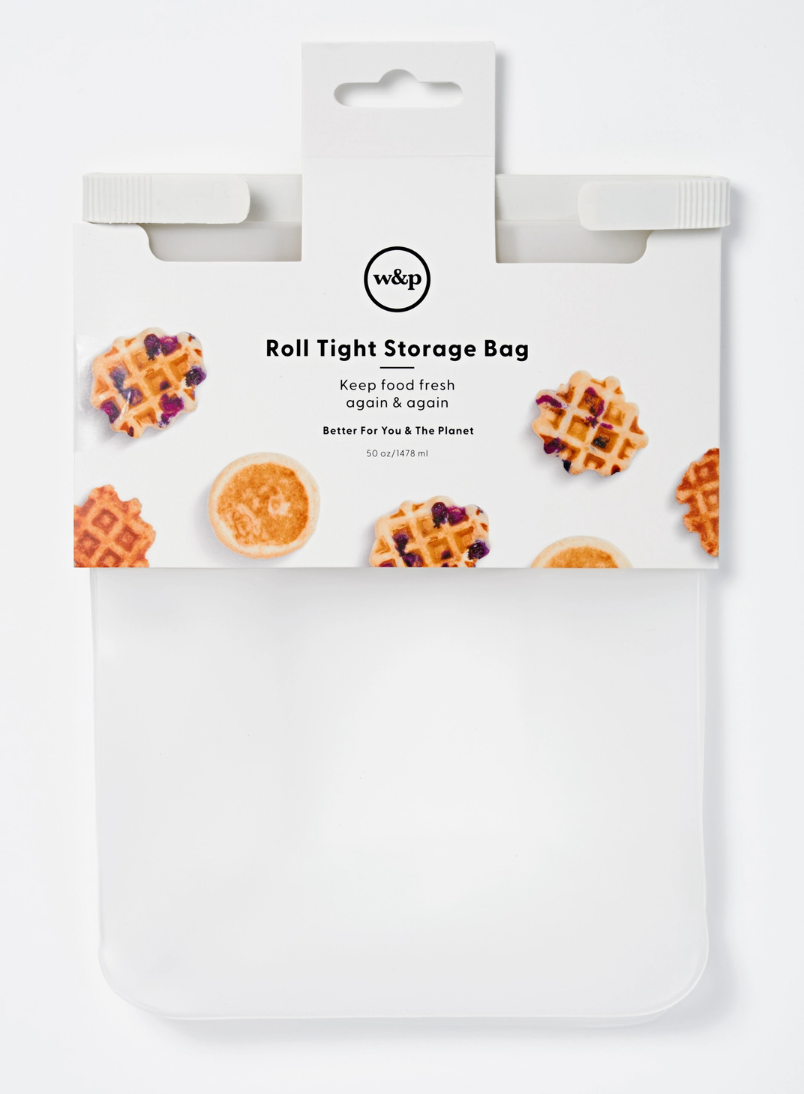 w&p
Roll Tight Storage Bag
Keep food fresh
again & again
Better For You & The Planet
50 oz/1478 ml